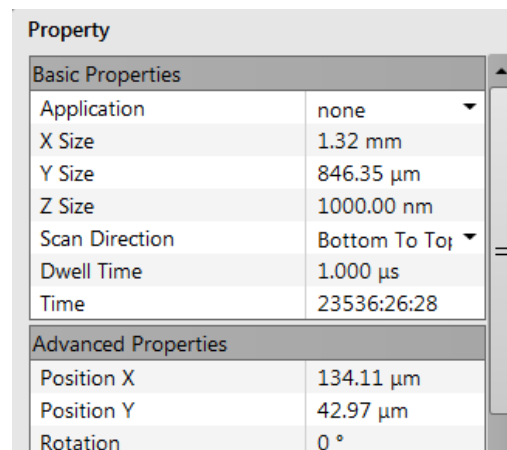 Property
Basic Properties
Application none
X Size 1.32 mm
Y Size 846.35 µm
Z Size 1000.00 nm
Scan Direction Bottom To Top
Dwell Time 1.000 µs
Time 23536:26:28
Advanced Properties
Position X 134.11 µm
Position Y 42.97 µm
Rotation 0 °